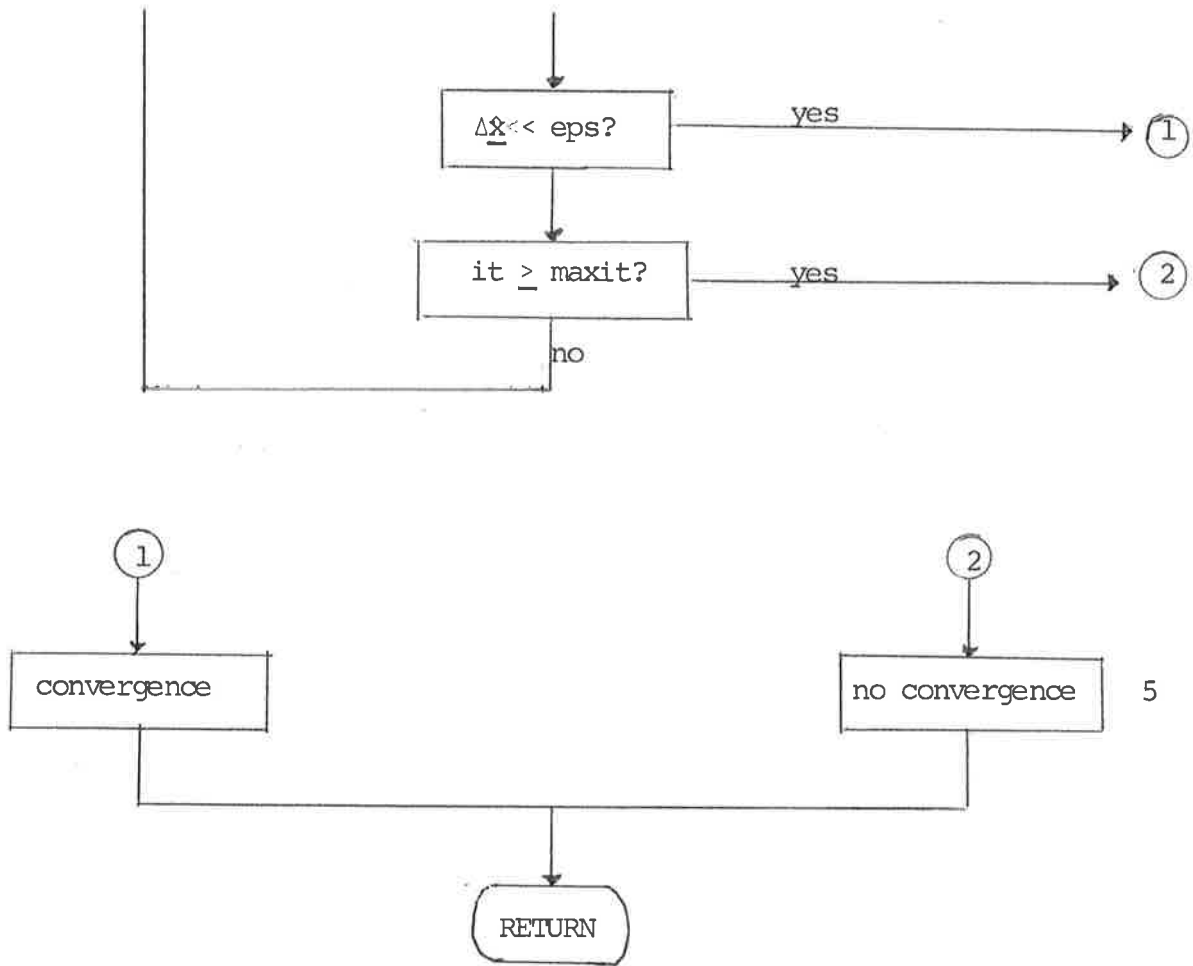 Δx̂<< eps?
yes
1
it ≥ maxit?
yes
2
no
1
2
convergence
no convergence
5
RETURN